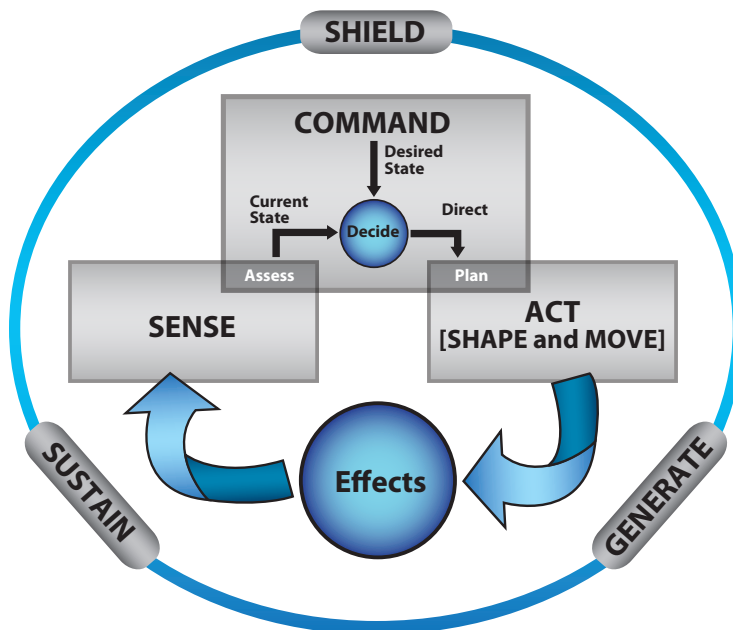 SHIELD
COMMAND
Desired
State
Current
State
Direct
Decide
Assess
Plan
SENSE
ACT
[SHAPE and MOVE]
Effects
SUSTAIN
GENERATE